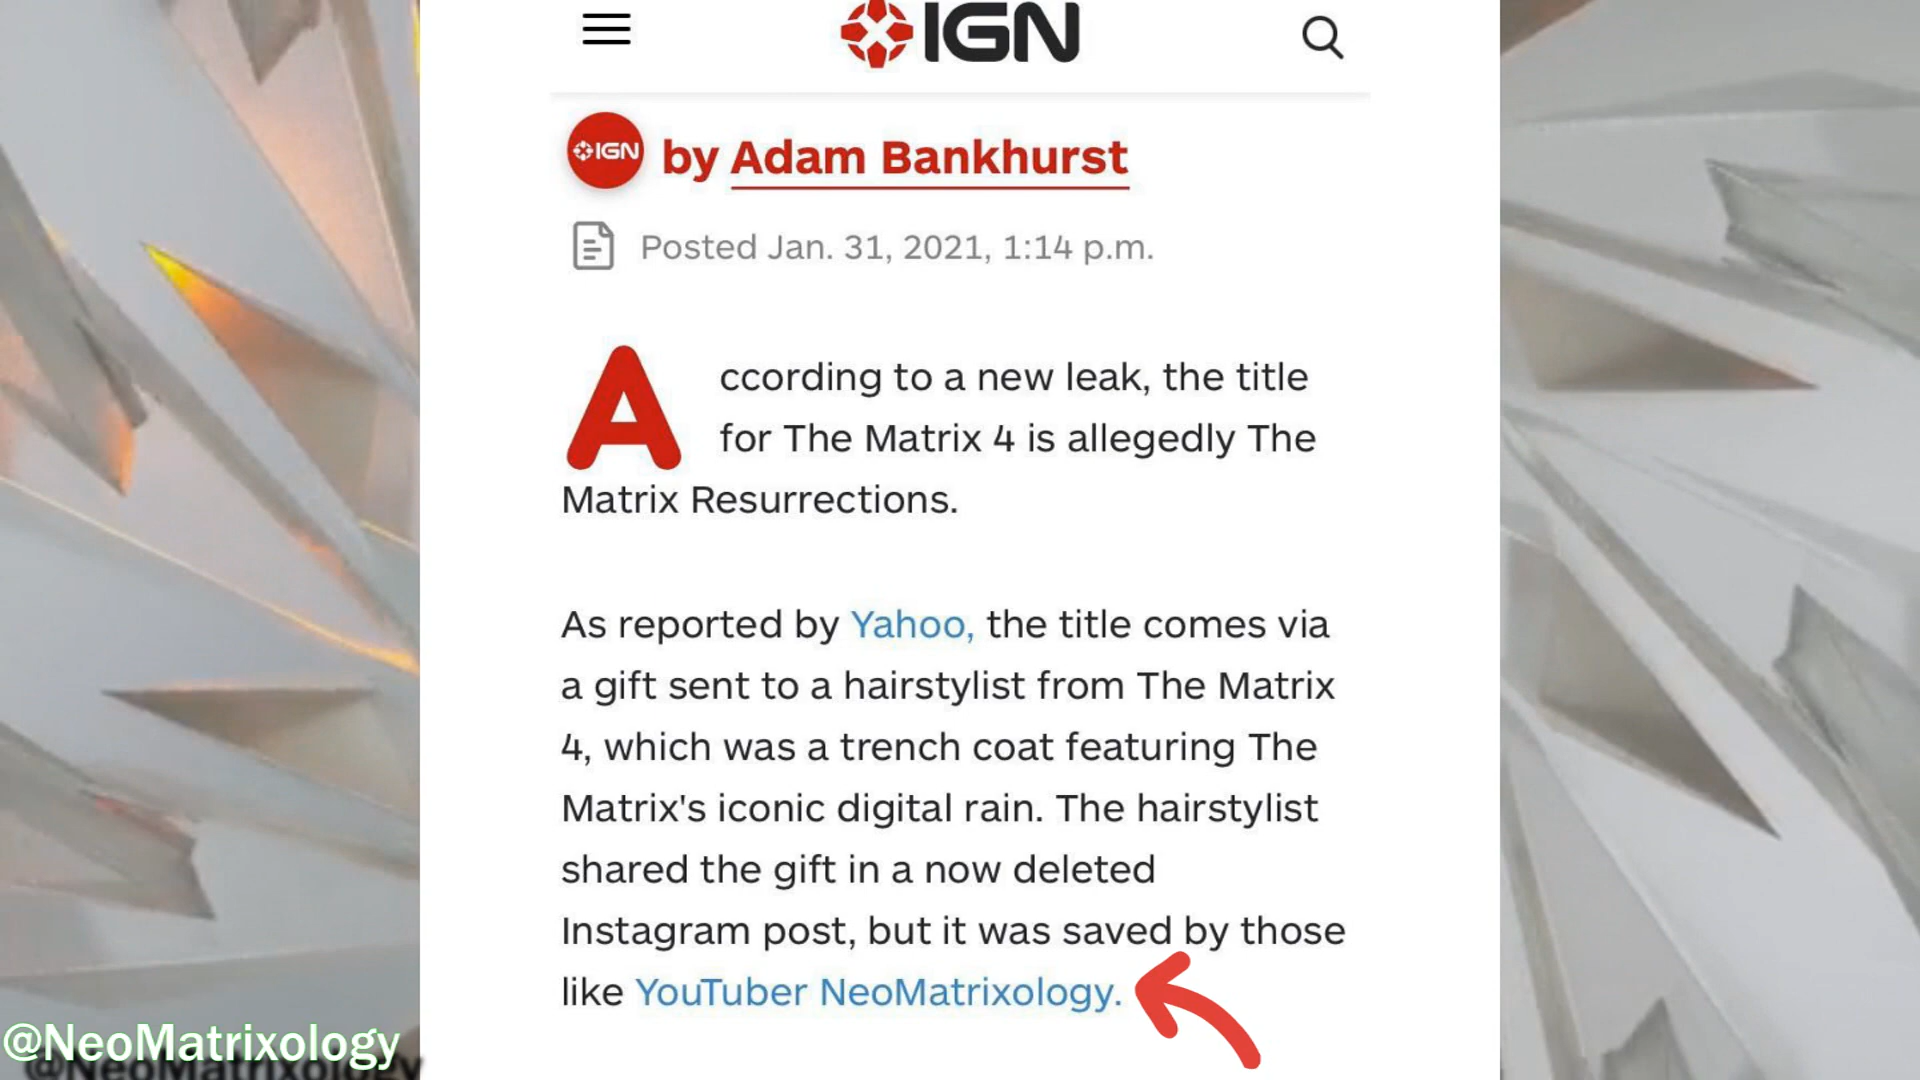 IGN
IGN
by Adam Bankhurst
Posted Jan. 31, 2021, 1:14 p.m.
According to a new leak, the title
for The Matrix 4 is allegedly The
Matrix Resurrections.
As reported by Yahoo, the title comes via
a gift sent to a hairstylist from The Matrix
4, which was a trench coat featuring The
Matrix's iconic digital rain. The hairstylist
shared the gift in a now deleted
Instagram post, but it was saved by those
like YouTuber NeoMatrixology.
@NeoMatrixology
@NeoMatrixology